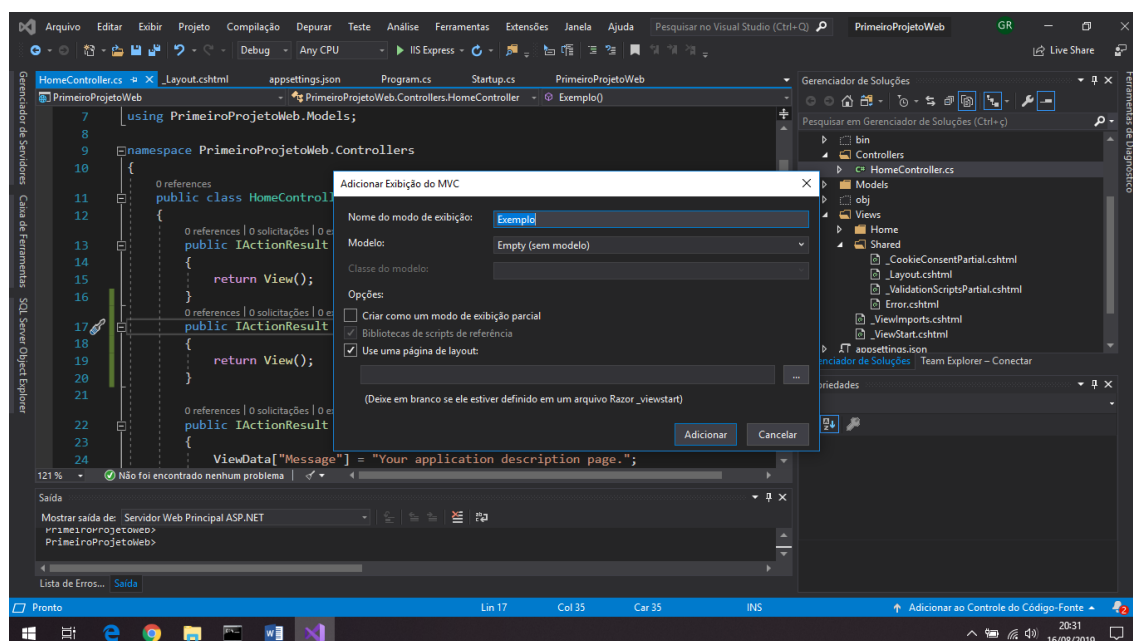 Arquivo Editar Exibir Projeto Compilação Depurar Teste Análise Ferramentas Extensões Janela Ajuda Pesquisar no Visual Studio (Ctrl+Q) PrimeiroProjetoWeb GR
Debug Any CPU IIS Express Live Share
HomeController.cs _Layout.cshtml appsettings.json Program.cs Startup.cs PrimeiroProjetoWeb
PrimeiroProjetoWeb PrimeiroProjetoWeb.Controllers.HomeController Exemplo()
7 using PrimeiroProjetoWeb.Models;
8
9 namespace PrimeiroProjetoWeb.Controllers
10 {
0 references
11 public class HomeControll
12 {
0 references | 0 solicitações | 0 ex
13 public IActionResult
14 {
15 return View();
16 }
0 references | 0 solicitações | 0 ex
17 public IActionResult
18 {
19 return View();
20 }
21
0 references | 0 solicitações | 0 ex
22 public IActionResult
23 {
24 ViewData["Message"] = "Your application description page.";
121 % Não foi encontrado nenhum problema
Adicionar Exibição do MVC
Nome do modo de exibição: Exemplo
Modelo: Empty (sem modelo)
Classe do modelo:
Opções:
Criar como um modo de exibição parcial
Bibliotecas de scripts de referência
Use uma página de layout:
...
(Deixe em branco se ele estiver definido em um arquivo Razor _viewstart)
Adicionar Cancelar
Gerenciador de Soluções
Pesquisar em Gerenciador de Soluções (Ctrl+ç)
bin
Controllers
C# HomeController.cs
Models
obj
Views
Home
Shared
_CookieConsentPartial.cshtml
_Layout.cshtml
_ValidationScriptsPartial.cshtml
Error.cshtml
_ViewImports.cshtml
_ViewStart.cshtml
appsettings.json
enciador de Soluções Team Explorer – Conectar
oriedades
Gerenciador de Servidores
Caixa de Ferramentas
SQL Server Object Explorer
Ferramentas de Diagnóstico
Saída
Mostrar saída de: Servidor Web Principal ASP.NET
PrimeiroProjetoWeb>
PrimeiroProjetoWeb>
Lista de Erros... Saída
Pronto Lin 17 Col 35 Car 35 INS Adicionar ao Controle do Código-Fonte 2
20:31
16/08/2019